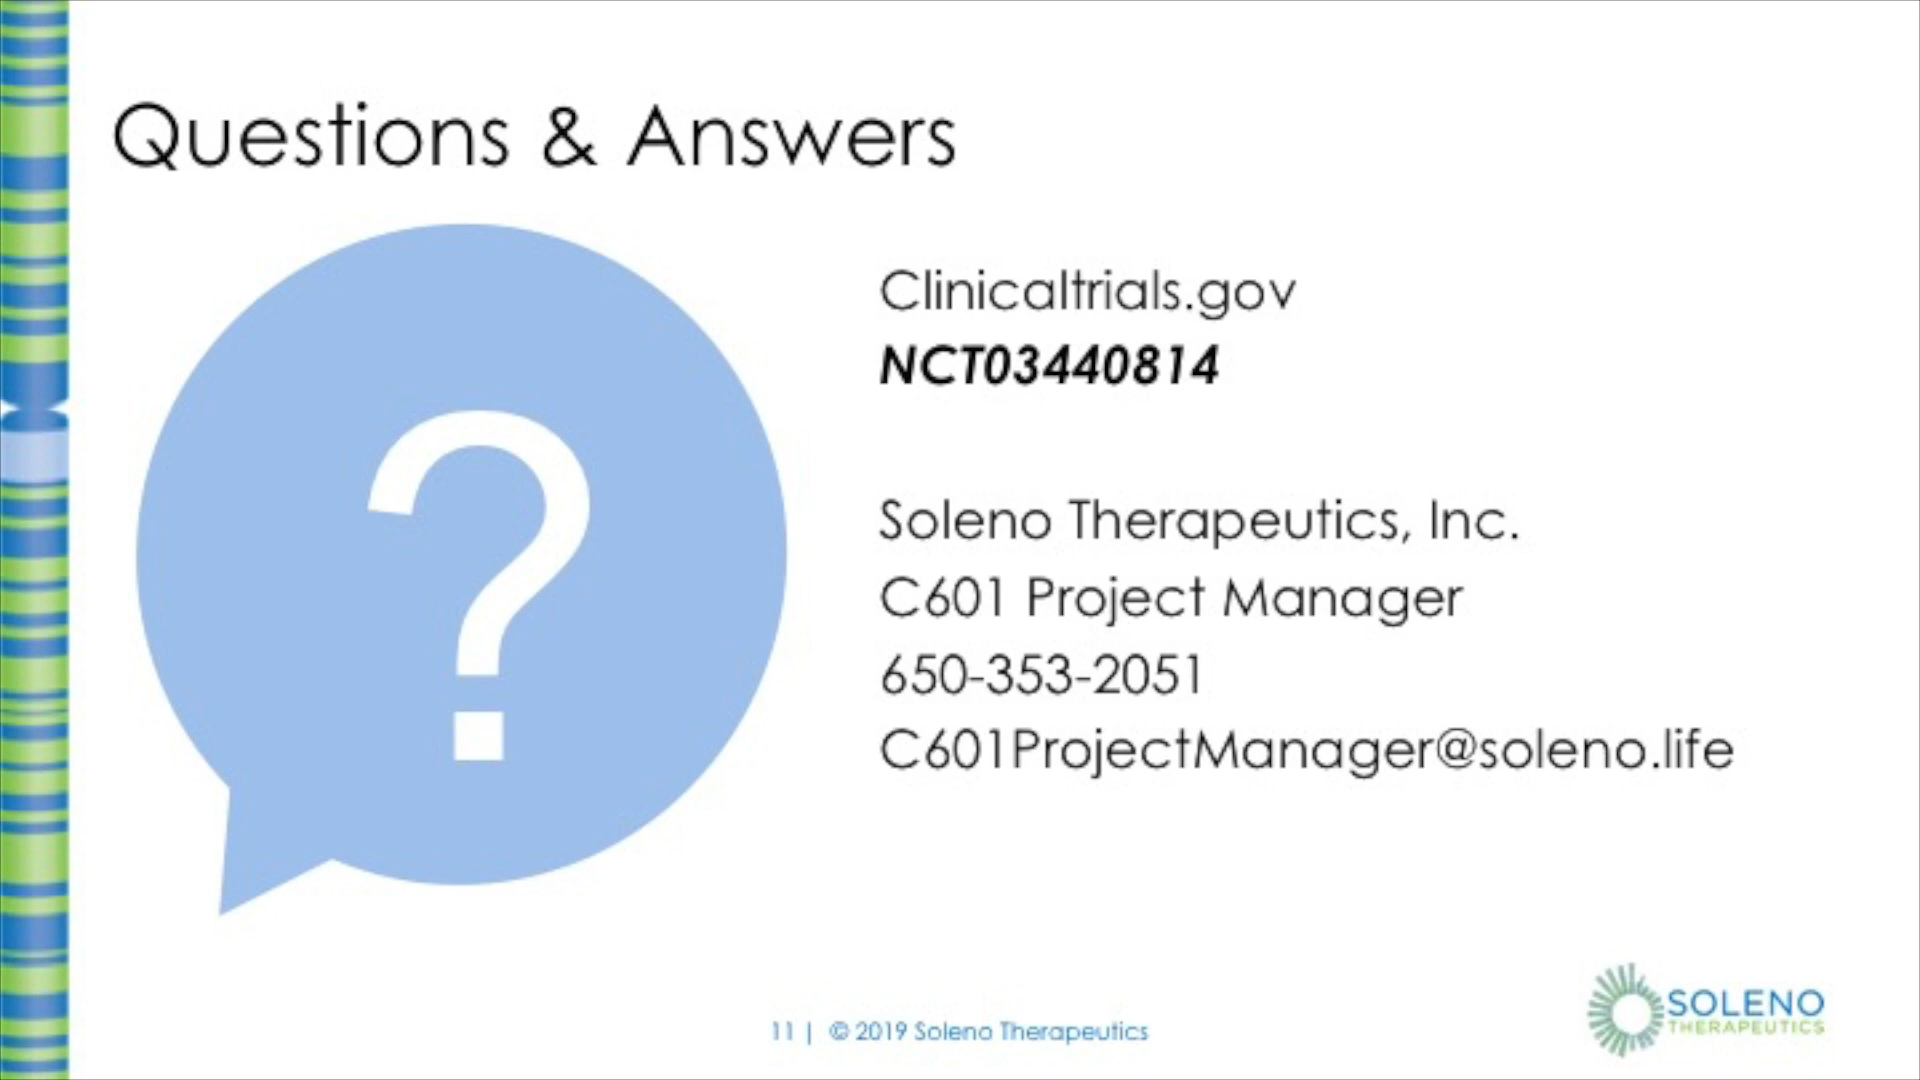 Questions & Answers
?
Clinicaltrials.gov
NCT03440814
Soleno Therapeutics, Inc.
C601 Project Manager
650-353-2051
C601ProjectManager@soleno.life
11 | © 2019 Soleno Therapeutics
SOLENO
THERAPEUTICS